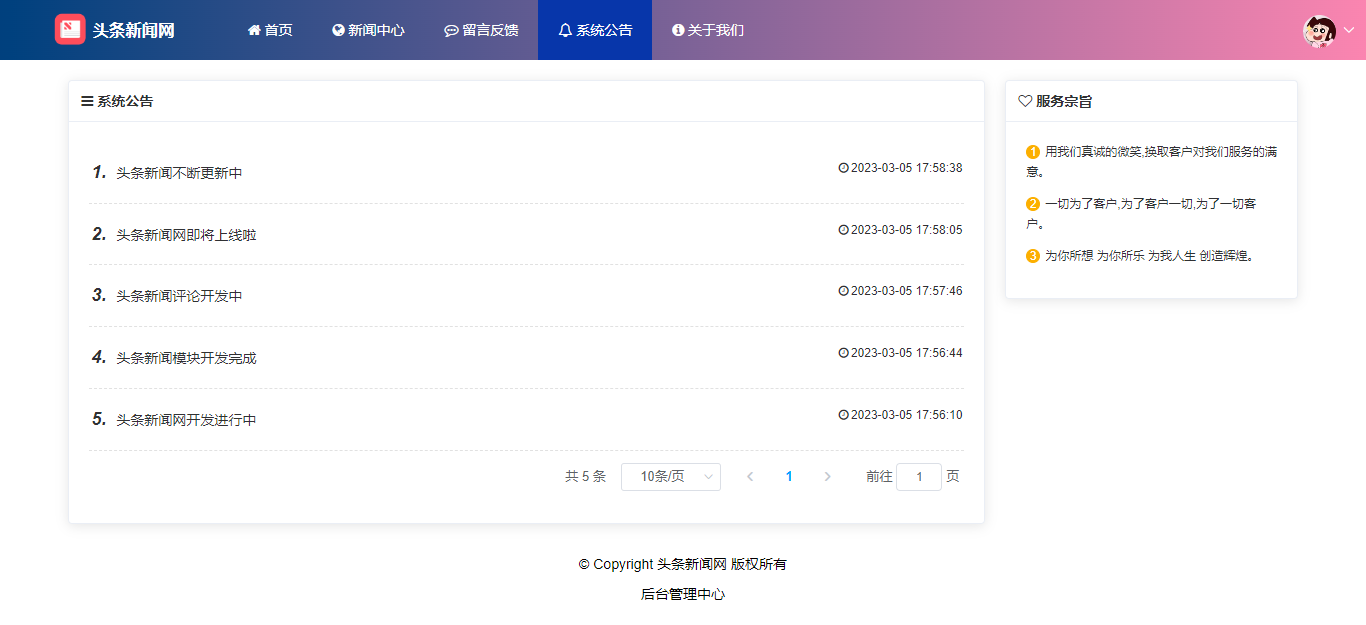 头条新闻网 首页 新闻中心 留言反馈 系统公告 关于我们
系统公告
1. 头条新闻不断更新中 2023-03-05 17:58:38
2. 头条新闻网即将上线啦 2023-03-05 17:58:05
3. 头条新闻评论开发中 2023-03-05 17:57:46
4. 头条新闻模块开发完成 2023-03-05 17:56:44
5. 头条新闻网开发进行中 2023-03-05 17:56:10
共 5 条 10条/页 1 前往 1 页
服务宗旨
1 用我们真诚的微笑,换取客户对我们服务的满
意。
2 一切为了客户,为了客户一切,为了一切客
户。
3 为你所想 为你所乐 为我人生 创造辉煌。
© Copyright 头条新闻网 版权所有
后台管理中心